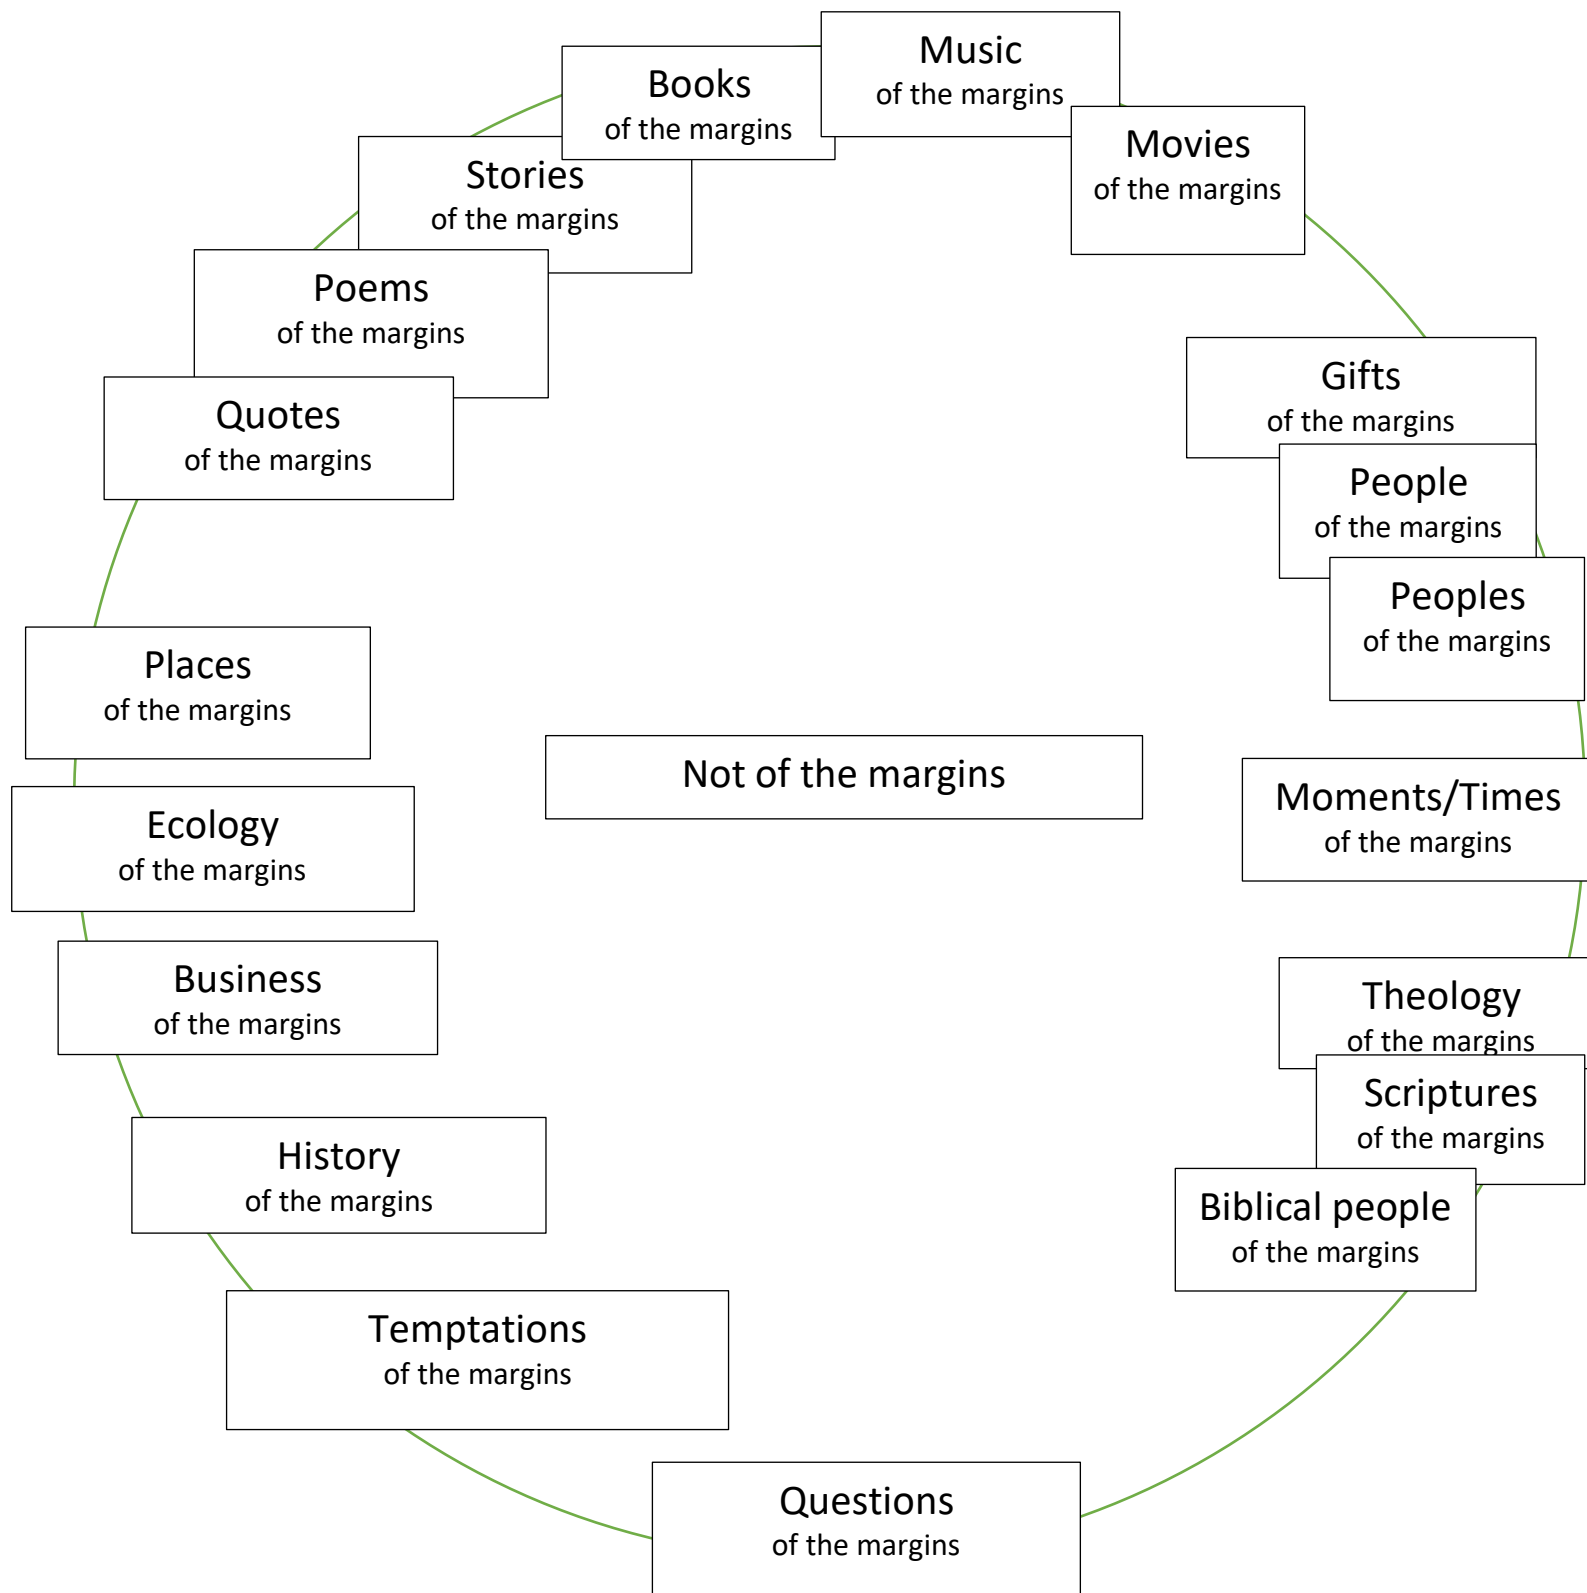 Music
of the margins
Books
of the margins
Movies
of the margins
Stories
of the margins
Poems
of the margins
Gifts
of the margins
Quotes
of the margins
People
of the margins
Peoples
of the margins
Places
of the margins
Not of the margins
Moments/Times
of the margins
Ecology
of the margins
Business
of the margins
Theology
of the margins
Scriptures
of the margins
History
of the margins
Biblical people
of the margins
Temptations
of the margins
Questions
of the margins